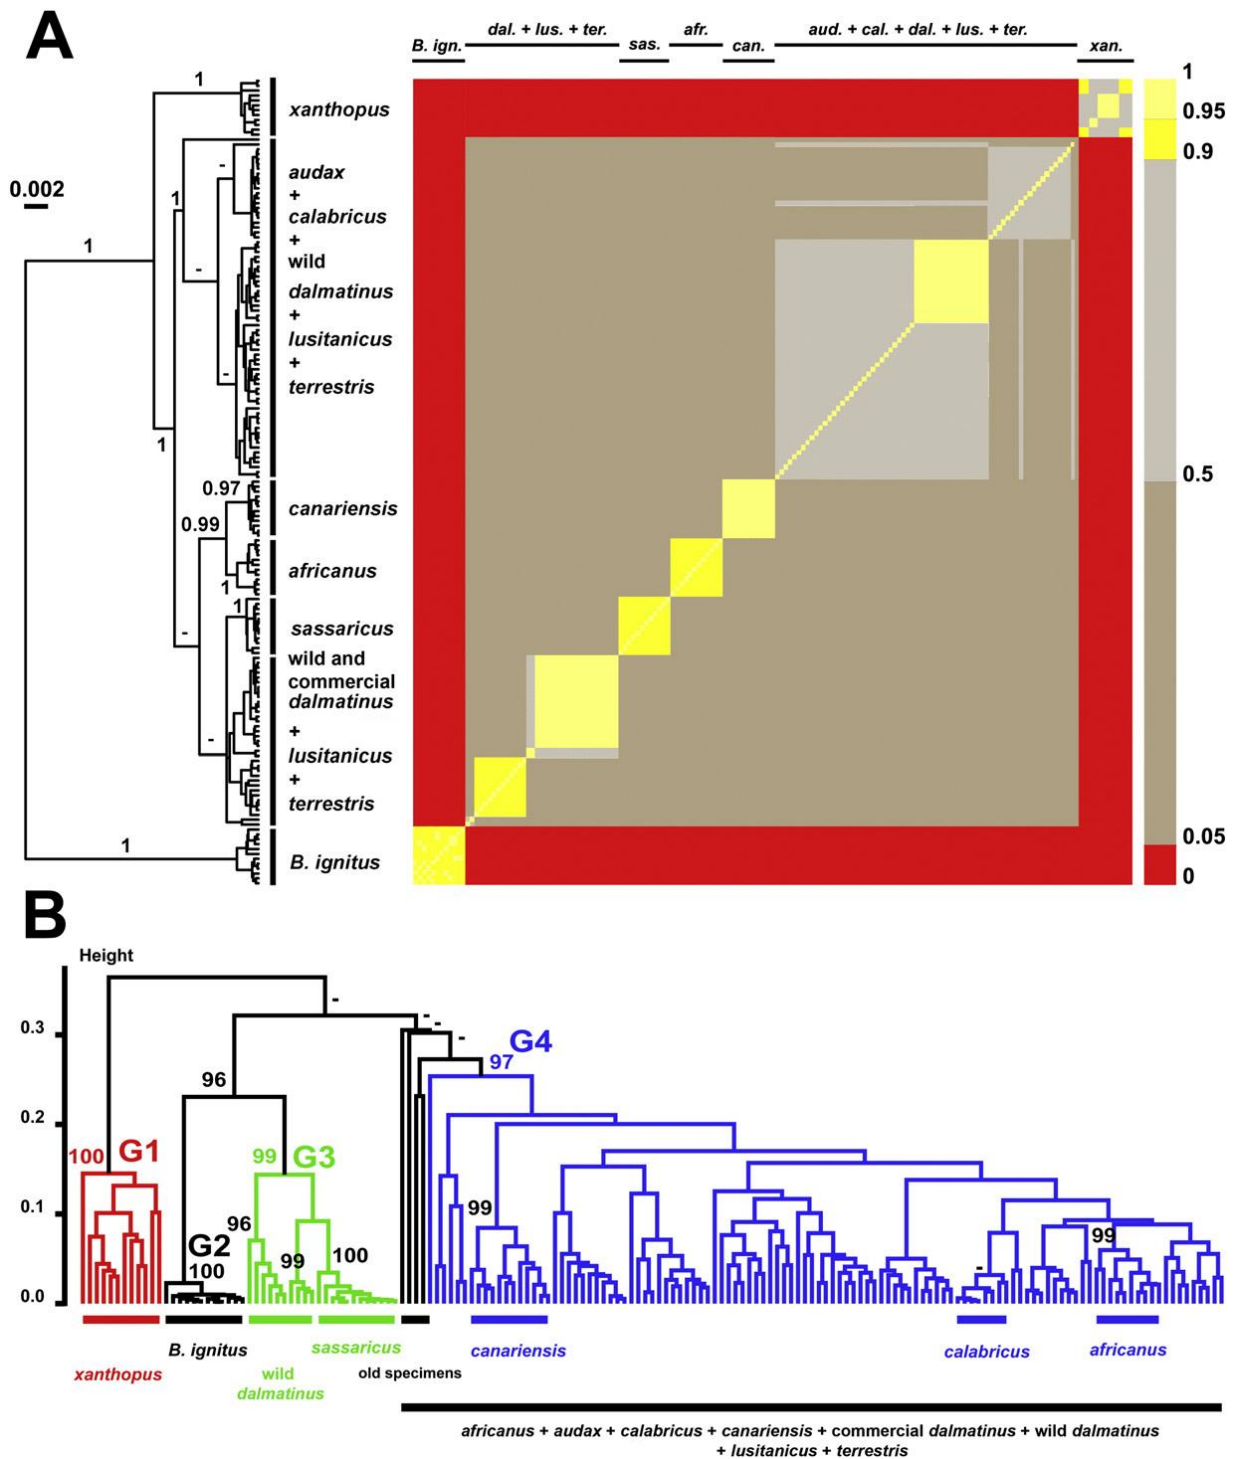 A
dal. + lus. + ter.
afr.
aud. + cal. + dal. + lus. + ter.
B. ign.
sas.
can.
xan.
1
0.95
0.9
0.5
0.05
0
0.002
1
1
1
-
-
-
1
0.97
0.99
1
1
-
-
1
xanthopus
audax
+
calabricus
+
wild
dalmatinus
+
lusitanicus
+
terrestris
canariensis
africanus
sassaricus
wild and
commercial
dalmatinus
+
lusitanicus
+
terrestris
B. ignitus
B
Height
0.3
0.2
0.1
0.0
-
-
-
-
G4
97
96
100 G1
99 G3
96
G2
100
99
100
99
99
-
xanthopus
B. ignitus
wild
dalmatinus
sassaricus
old specimens
canariensis
calabricus
africanus
africanus + audax + calabricus + canariensis + commercial dalmatinus + wild dalmatinus
+ lusitanicus + terrestris